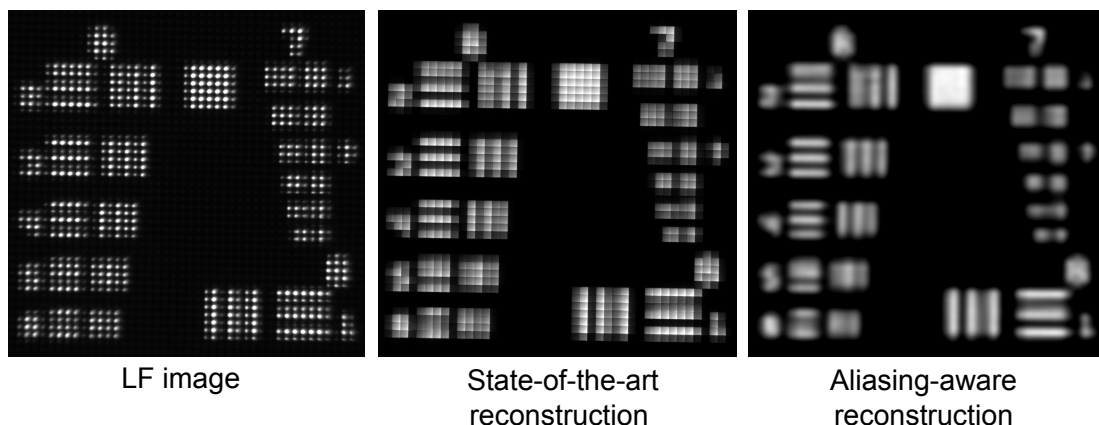 LF image
State-of-the-art
reconstruction
Aliasing-aware
reconstruction